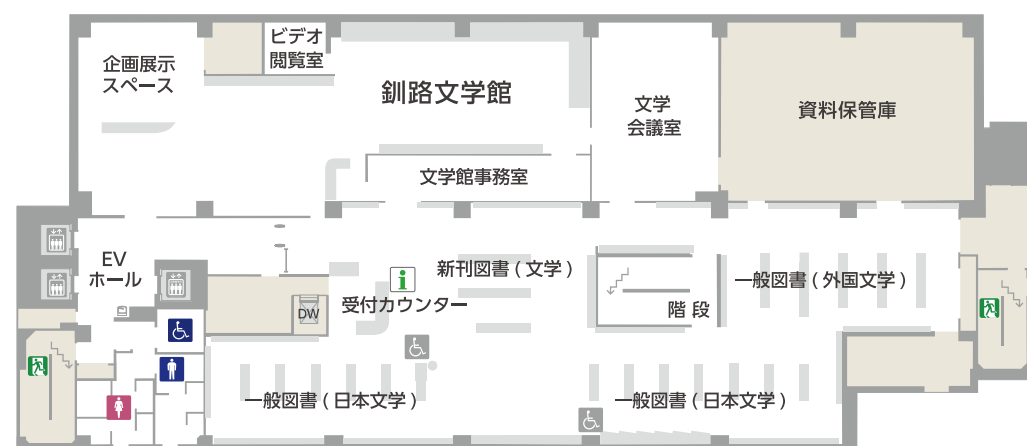 企画展示
スペース
ビデオ
閲覧室
釧路文学館
文学
会議室
資料保管庫
文学館事務室
EV
ホール
新刊図書 ( 文学 )
受付カウンター
DW
階 段
一般図書 ( 外国文学 )
一般図書 ( 日本文学 )
一般図書 ( 日本文学 )